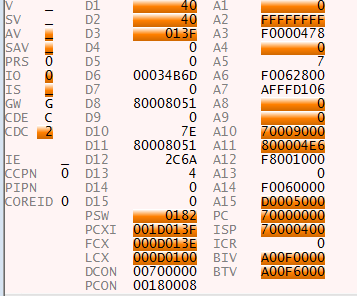 V _ D1 40 A1 0
SV _ D2 40 A2 FFFFFFFF
AV _ D3 013F A3 F0000478
SAV _ D4 0 A4 0
PRS 0 D5 0 A5 7
IO 0 D6 00034B6D A6 F0062800
IS _ D7 0 A7 AFFFD106
GW G D8 80008051 A8 0
CDE C D9 0 A9 0
CDC 2 D10 7E A10 70009000
D11 80008051 A11 800004E6
IE _ D12 2C6A A12 F8001000
CCPN 0 D13 4 A13 0
PIPN D14 0 A14 F0060000
COREID 0 D15 0 A15 D0005000
PSW 0182 PC 70000000
PCXI 001D013F ISP 70000400
FCX 000D013E ICR 0
LCX 000D0100 BIV A00F0000
DCON 00700000 BTV A00F6000
PCON 00180008